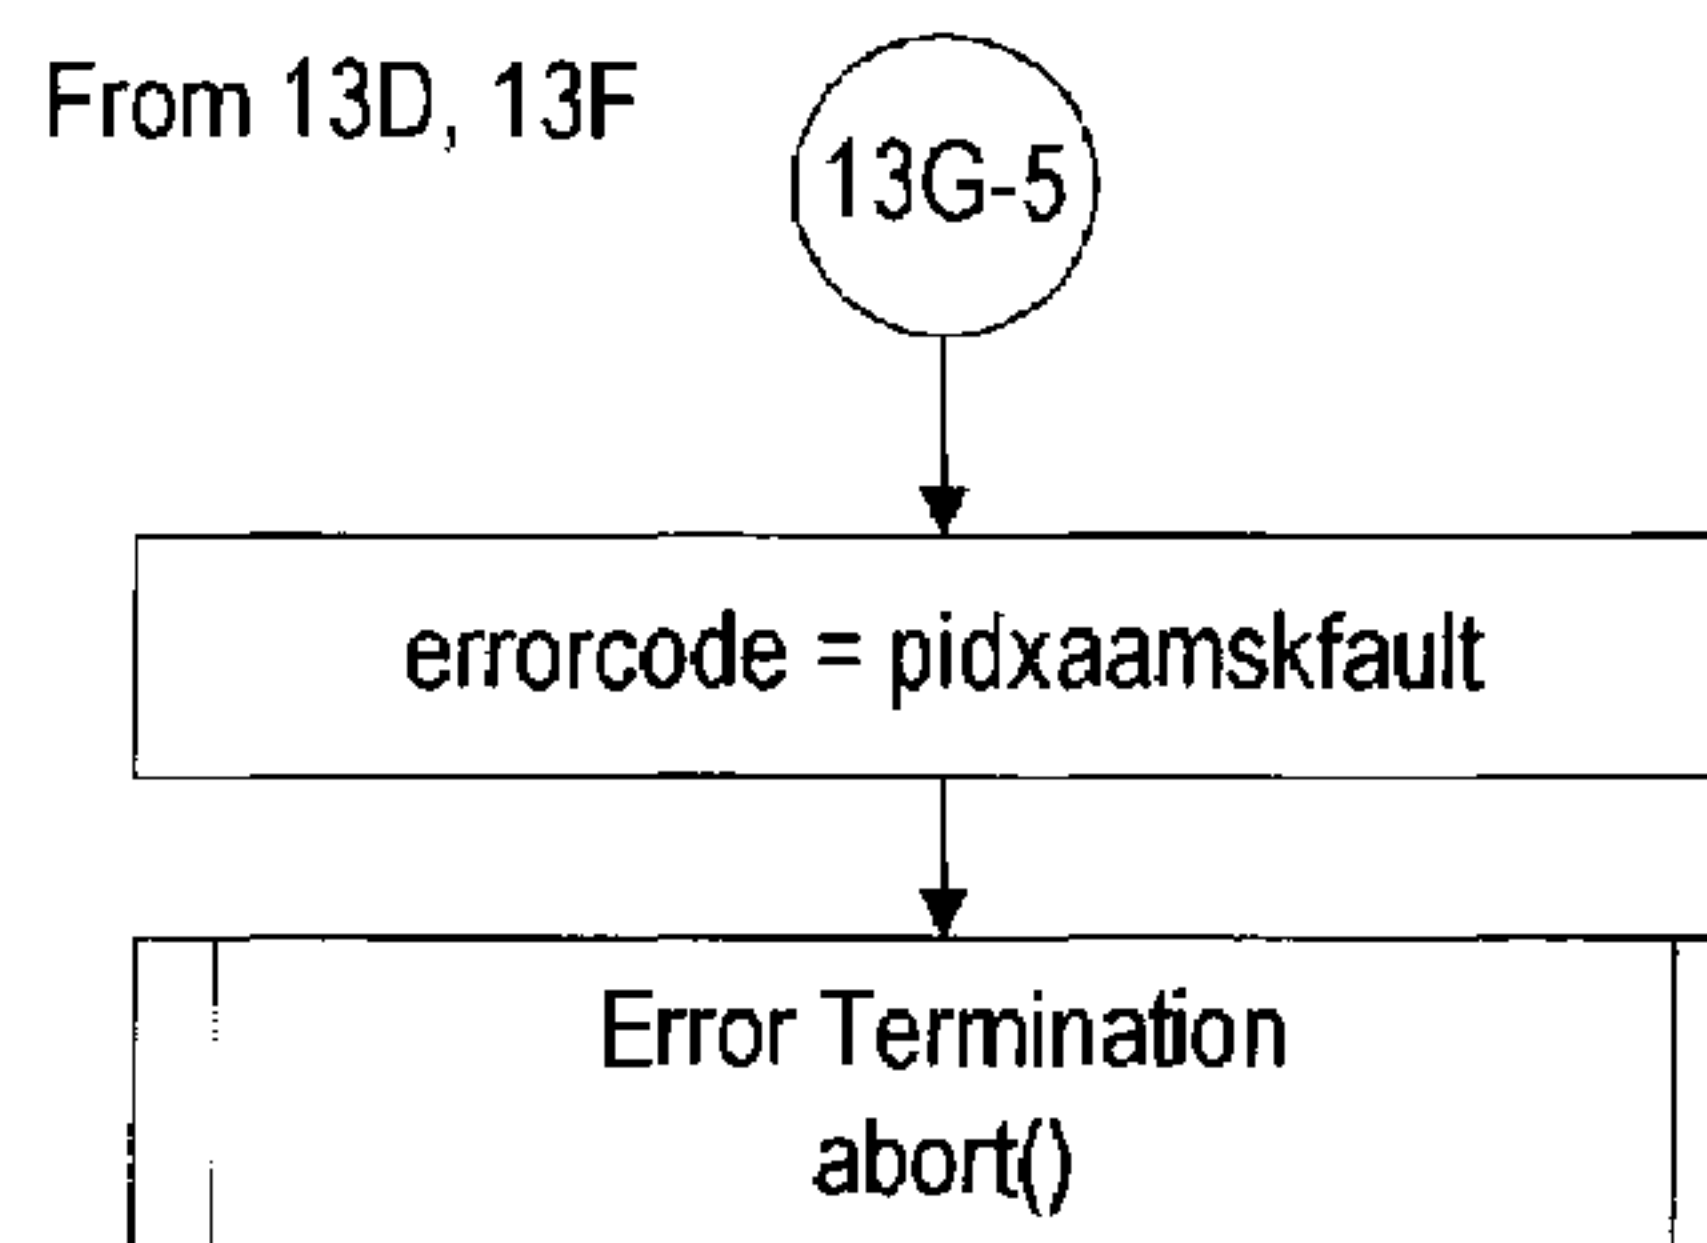 From 13D, 13F
13G-5
errorcode = pidxaamskfault
Error Termination
abort()